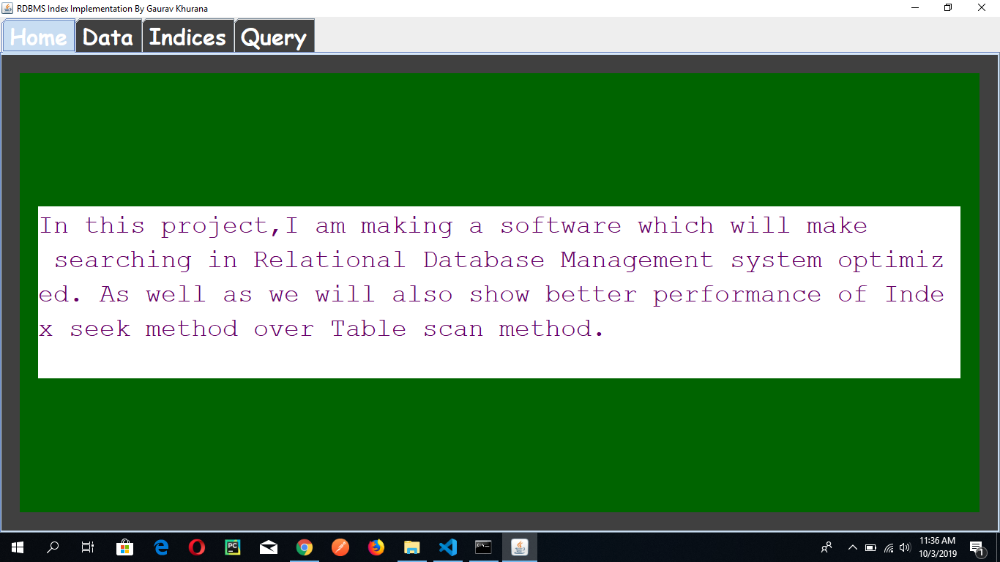 RDBMS Index Implementation By Gaurav Khurana
Home Data Indices Query
In this project,I am making a software which will make
searching in Relational Database Management system optimiz
ed. As well as we will also show better performance of Inde
x seek method over Table scan method.
PC
C:\
11:36 AM
10/3/2019
1